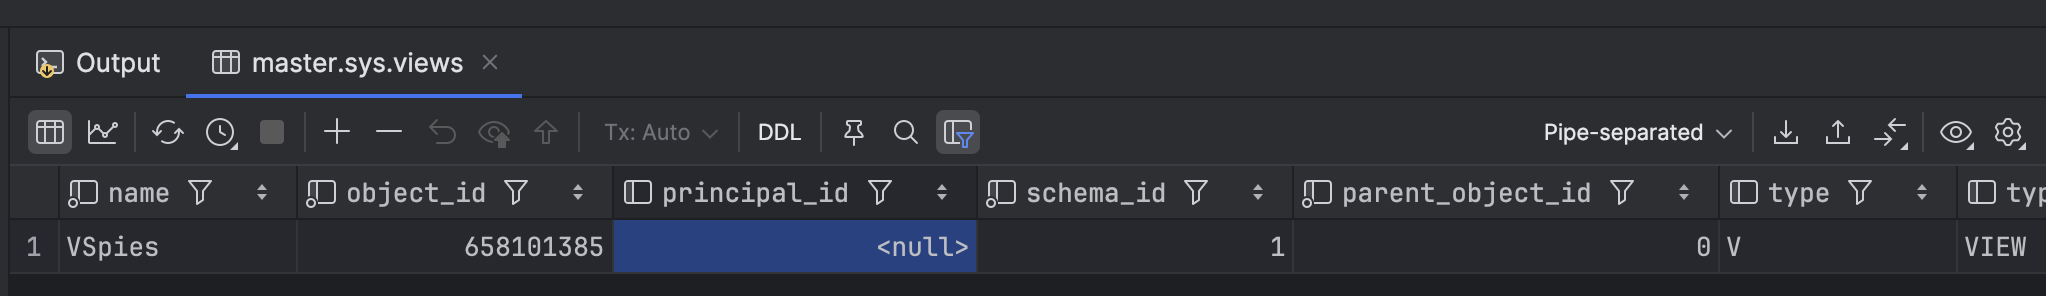 Output master.sys.views
Tx: Auto DDL Pipe-separated
name object_id principal_id schema_id parent_object_id type typ
1 VSpies 658101385 <null> 1 0 V VIEW